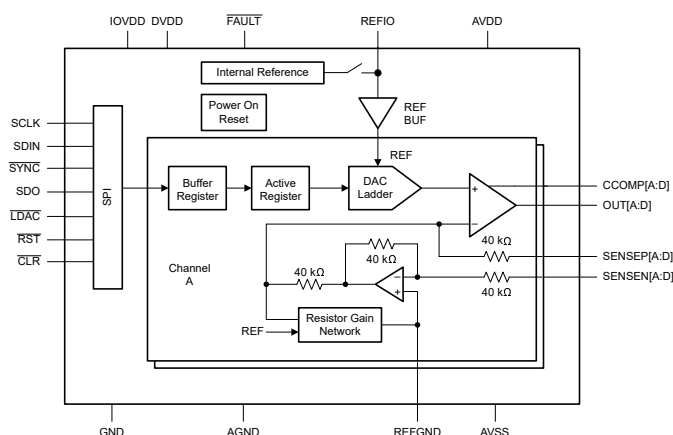 IOVDD DVDD FAULT REFIO AVDD
Internal Reference
Power On
Reset
REF
BUF
SCLK
SDIN
SYNC
SDO
LDAC
RST
CLR
SPI
REF
Buffer
Register
Active
Register
DAC
Ladder
+
−
CCOMP[A:D]
OUT[A:D]
SENSEP[A:D]
SENSEN[A:D]
40 kΩ
40 kΩ
40 kΩ
40 kΩ
−
+
Channel
A
Resistor Gain
Network
REF
GND AGND REFGND AVSS